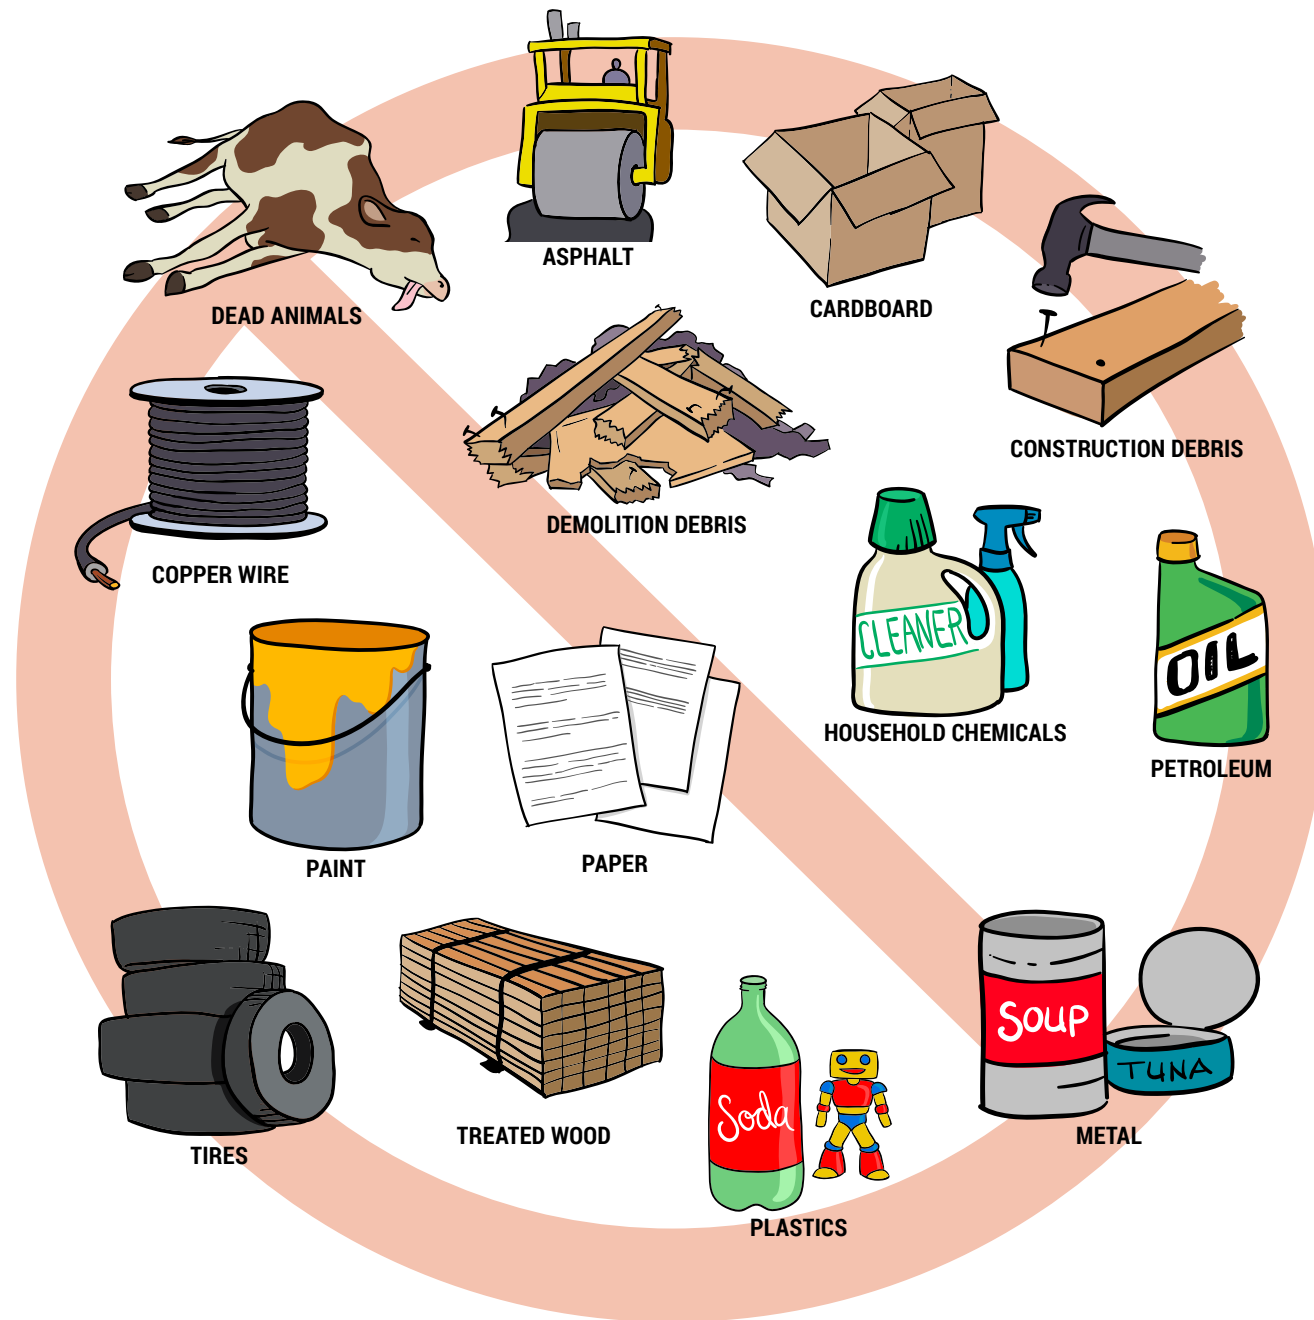 ASPHALT
CARDBOARD
DEAD ANIMALS
CONSTRUCTION DEBRIS
DEMOLITION DEBRIS
COPPER WIRE
CLEANER
OIL
HOUSEHOLD CHEMICALS
PETROLEUM
PAINT
PAPER
SOUP
TUNA
Soda
TREATED WOOD
METAL
TIRES
PLASTICS